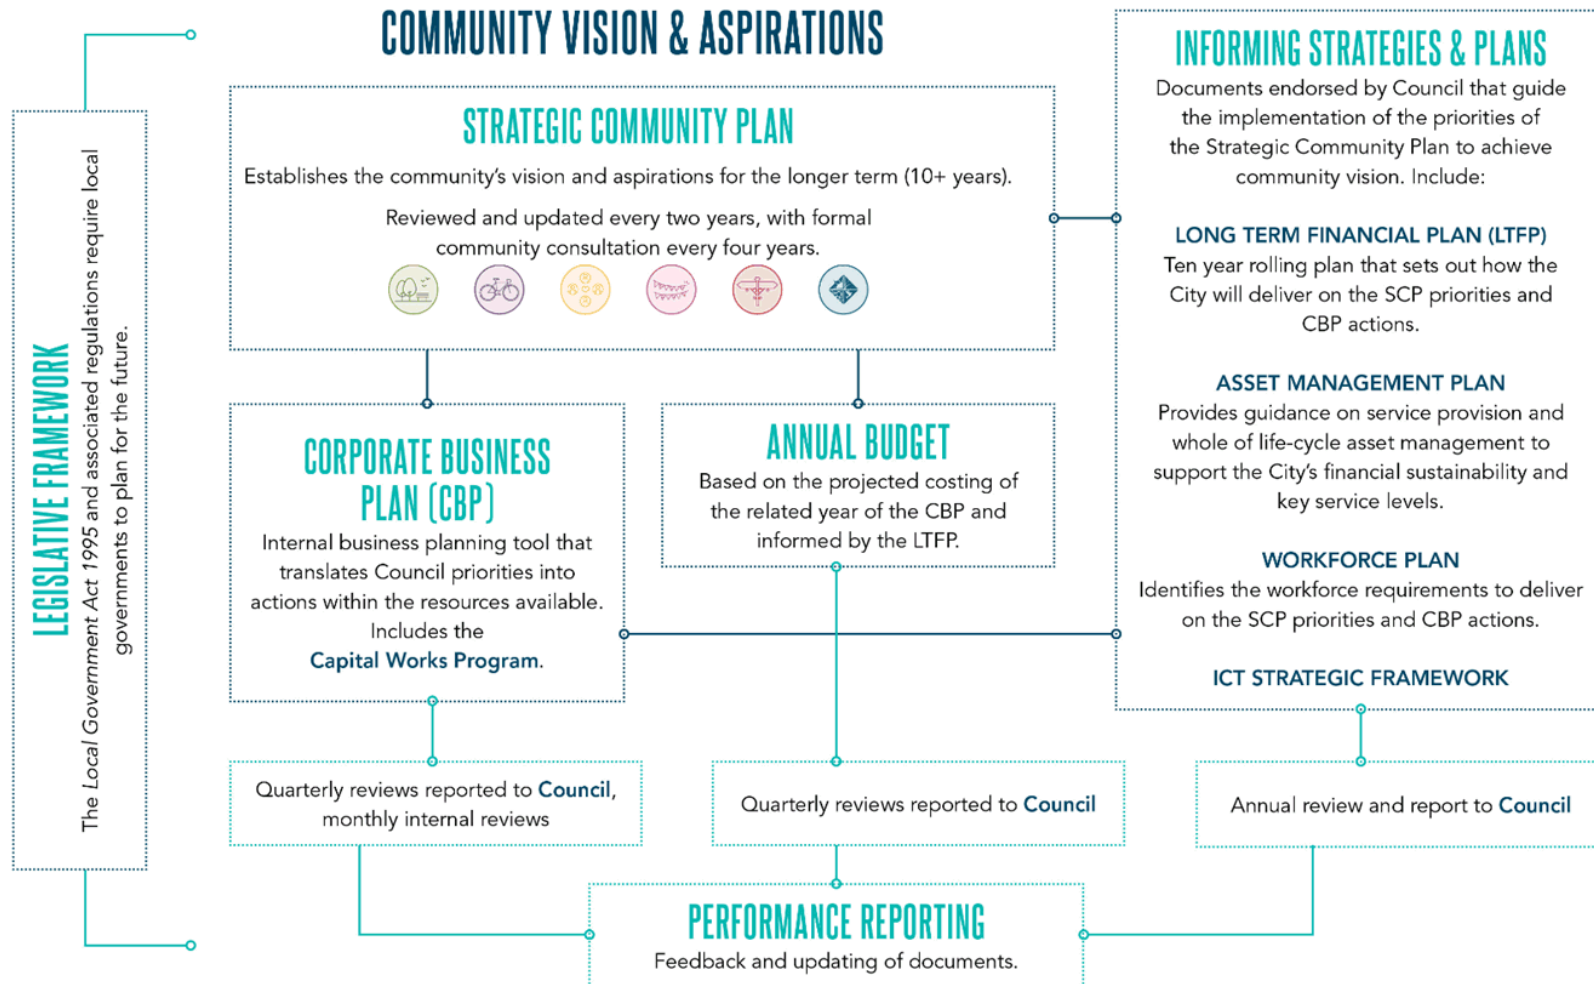 COMMUNITY VISION & ASPIRATIONS
LEGISLATIVE FRAMEWORK
The Local Government Act 1995 and associated regulations require local
governments to plan for the future.
STRATEGIC COMMUNITY PLAN
Establishes the community’s vision and aspirations for the longer term (10+ years).
Reviewed and updated every two years, with formal
community consultation every four years.
CORPORATE BUSINESS
PLAN (CBP)
Internal business planning tool that
translates Council priorities into
actions within the resources available.
Includes the
Capital Works Program.
ANNUAL BUDGET
Based on the projected costing of
the related year of the CBP and
informed by the LTFP.
INFORMING STRATEGIES & PLANS
Documents endorsed by Council that guide
the implementation of the priorities of
the Strategic Community Plan to achieve
community vision. Include:
LONG TERM FINANCIAL PLAN (LTFP)
Ten year rolling plan that sets out how the
City will deliver on the SCP priorities and
CBP actions.
ASSET MANAGEMENT PLAN
Provides guidance on service provision and
whole of life-cycle asset management to
support the City’s financial sustainability and
key service levels.
WORKFORCE PLAN
Identifies the workforce requirements to deliver
on the SCP priorities and CBP actions.
ICT STRATEGIC FRAMEWORK
Quarterly reviews reported to Council,
monthly internal reviews
Quarterly reviews reported to Council
Annual review and report to Council
PERFORMANCE REPORTING
Feedback and updating of documents.